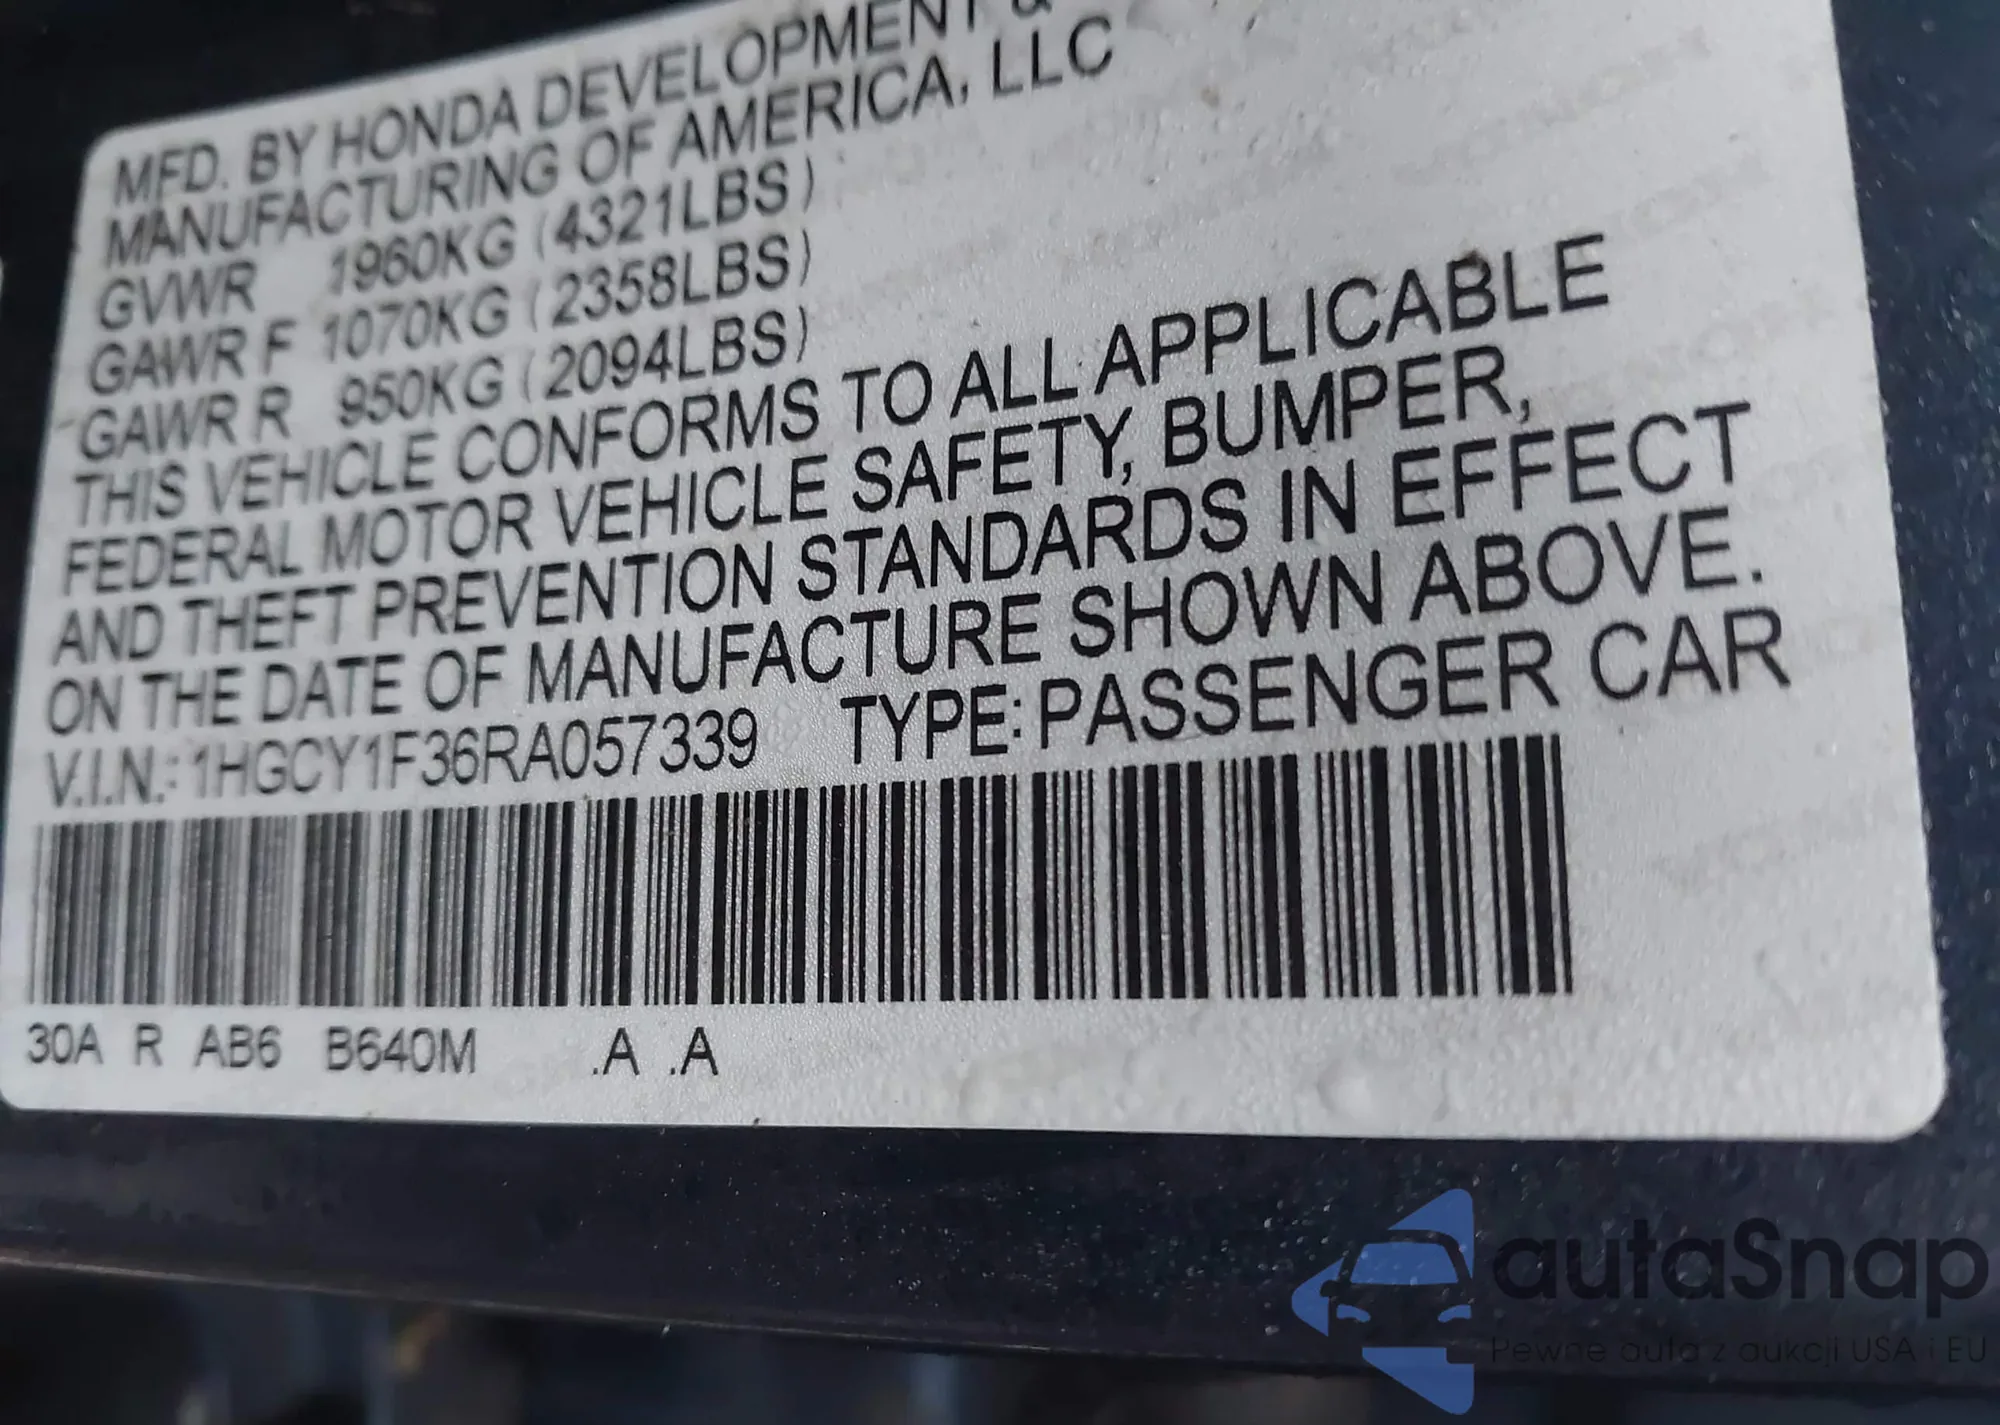 MFD. BY HONDA DEVELOPMENT &
MANUFACTURING OF AMERICA, LLC
GVWR 1960KG (4321LBS)
GAWR F 1070KG (2358LBS)
GAWR R 950KG (2094LBS)
THIS VEHICLE CONFORMS TO ALL APPLICABLE
FEDERAL MOTOR VEHICLE SAFETY, BUMPER,
AND THEFT PREVENTION STANDARDS IN EFFECT
ON THE DATE OF MANUFACTURE SHOWN ABOVE.
V.I.N.: 1HGCY1F36RA057339 TYPE: PASSENGER CAR
30A R AB6 B640M .A .A
autaSnap
Pewne auta z aukcji USA i EU